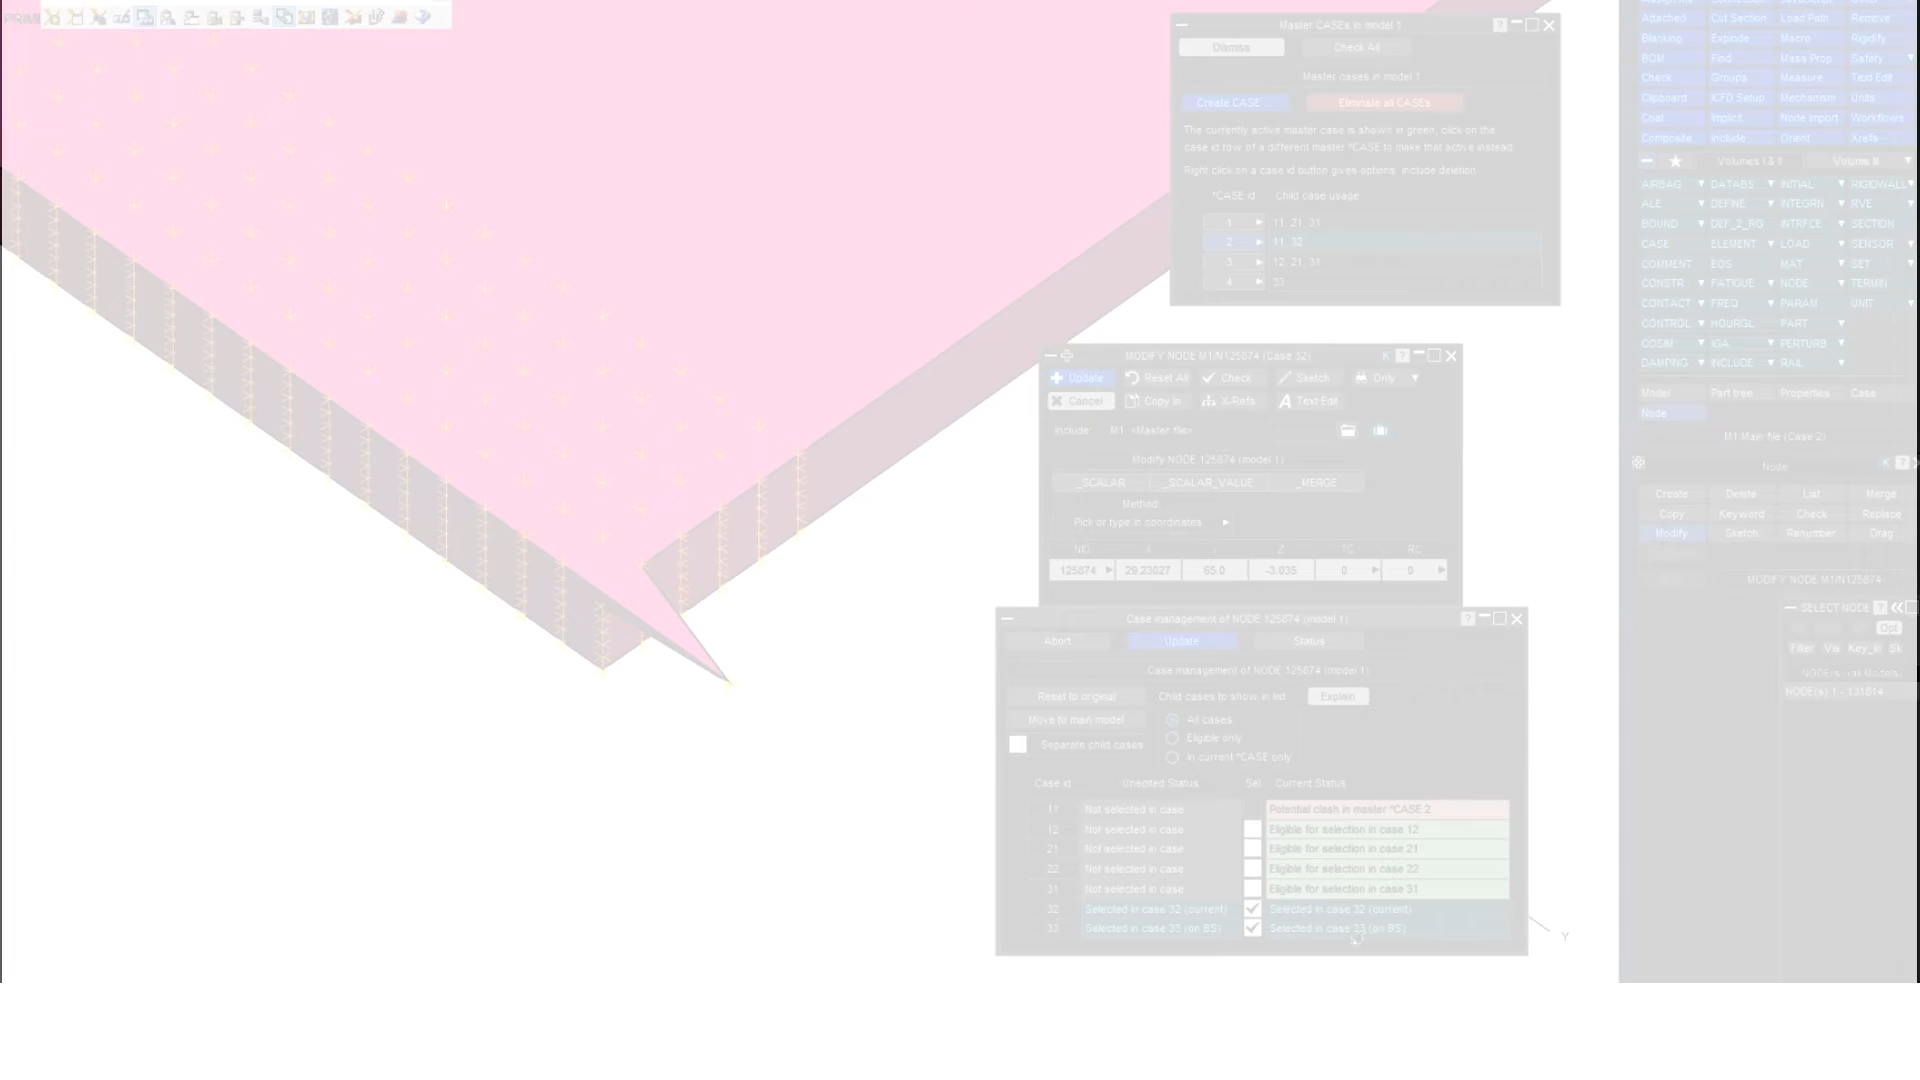 PRIM
Master CASEs in model 1
Dismiss Check All
Master cases in model 1
Create CASE Eliminate all CASEs
The currently active master case is shown in green, click on the
case id row of a different master *CASE to make that active instead.
Right click on a case id button gives options, include deletion.
*CASE id Child case usage
1 11, 21, 31
2 11, 32
3 12, 21, 31
4 33
MODIFY NODE M1/N125874 (Case 32)
Update Reset All Check Sketch Only
Cancel Copy In X-Refs Text Edit
Include: M1 <Master file>
Modify NODE 125874 (model 1)
_SCALAR _SCALAR_VALUE _MERGE
Method:
Pick or type in coordinates
NID X Y Z TC RC
125874 29.23027 65.0 -3.035 0 0
Case management of NODE 125874 (model 1)
Abort Update Status
Case management of NODE 125874 (model 1)
Reset to original Child cases to show in list Explain
Move to main model All cases
Separate child cases Eligible only
In current *CASE only
Case id Unedited Status Sel Current Status
11 Not selected in case Potential clash in master *CASE 2
12 Not selected in case Eligible for selection in case 12
21 Not selected in case Eligible for selection in case 21
22 Not selected in case Eligible for selection in case 22
31 Not selected in case Eligible for selection in case 31
32 Selected in case 32 (current) Selected in case 32 (current)
33 Selected in case 33 (on BS) Selected in case 33 (on BS)
Y
Attached Cut Section Load Path Remove
Blanking Explode Macro Rigidify
BOM Find Mass Prop Safety
Check Groups Measure Text Edit
Clipboard ICFD Setup Mechanism Units
Coat Implicit Node Import Workflows
Composite Include Orient Xrefs
Volumes I & II Volume III
AIRBAG DATABS INITIAL RIGIDWALL
ALE DEFINE INTEGRN RVE
BOUND DEF_2_RG INTRFCE SECTION
CASE ELEMENT LOAD SENSOR
COMMENT EOS MAT SET
CONSTR FATIGUE NODE TERMIN
CONTACT FREQ PARAM UNIT
CONTROL HOURGL PART
COSIM IGA PERTURB
DAMPING INCLUDE RAIL
Model Part tree Properties Case
Node
M1:Main file (Case 2)
Node
Create Delete List Merge
Copy Keyword Check Replace
Modify Sketch Renumber Drag
MODIFY NODE M1/N125874
SELECT NODE
Opt
Filter Vis Key_in Sk
NODE(s) 1 - 131814